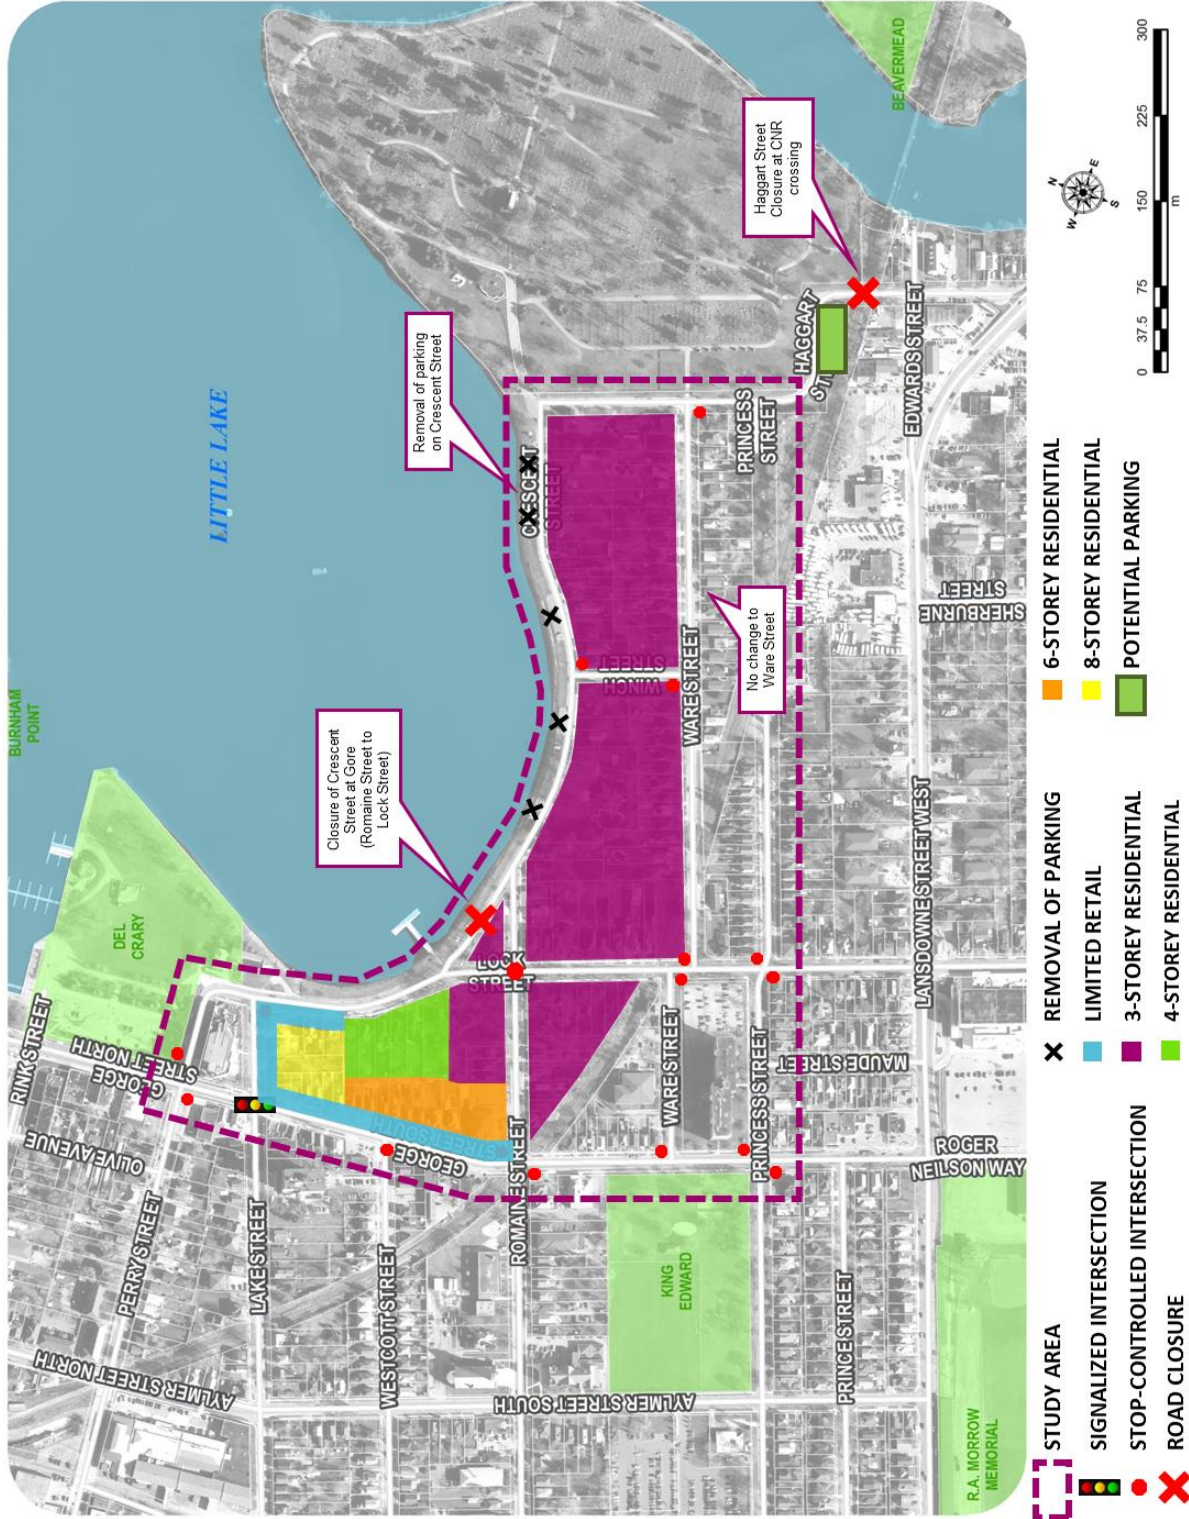 BURNHAM
POINT
LITTLE LAKE
BEAVERMEAD
DEL
CRARY
Closure of Crescent
Street at Gore
(Romaine Street to
Lock Street)
Removal of parking
on Crescent Street
Haggart Street
Closure at CNR
crossing
No change to
Ware Street
RINK STREET
GEORGE
STREET NORTH
OLIVE AVENUE
PERRY STREET
LAKE STREET
AYLMER STREET NORTH
WESTCOTT STREET
GEORGE
STREET SOUTH
ROMAINE STREET
AYLMER STREET SOUTH
LOCK
STREET
CRESCENT
STREET
WINCH
STREET
WARE STREET
WARE STREET
PRINCESS
STREET
HAGGART
ST
PRINCESS STREET
MAUDE STREET
PRINCE STREET
KING
EDWARD
ROGER
NEILSON WAY
R.A. MORROW
MEMORIAL
LANSDOWNE STREET WEST
SHERBURNE
STREET
EDWARDS STREET
N
E
S
W
0 37.5 75 150 225 300
m
STUDY AREA
SIGNALIZED INTERSECTION
STOP-CONTROLLED INTERSECTION
ROAD CLOSURE
REMOVAL OF PARKING
LIMITED RETAIL
3-STOREY RESIDENTIAL
4-STOREY RESIDENTIAL
6-STOREY RESIDENTIAL
8-STOREY RESIDENTIAL
POTENTIAL PARKING